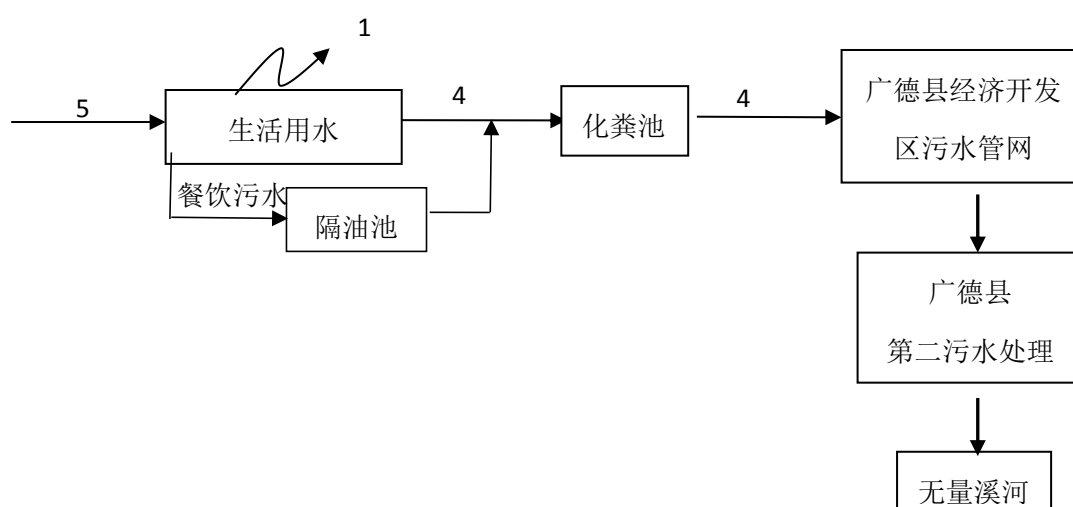 1
5
生活用水
4
化粪池
4
广德县经济开发
区污水管网
餐饮污水
隔油池
广德县
第二污水处理
无量溪河